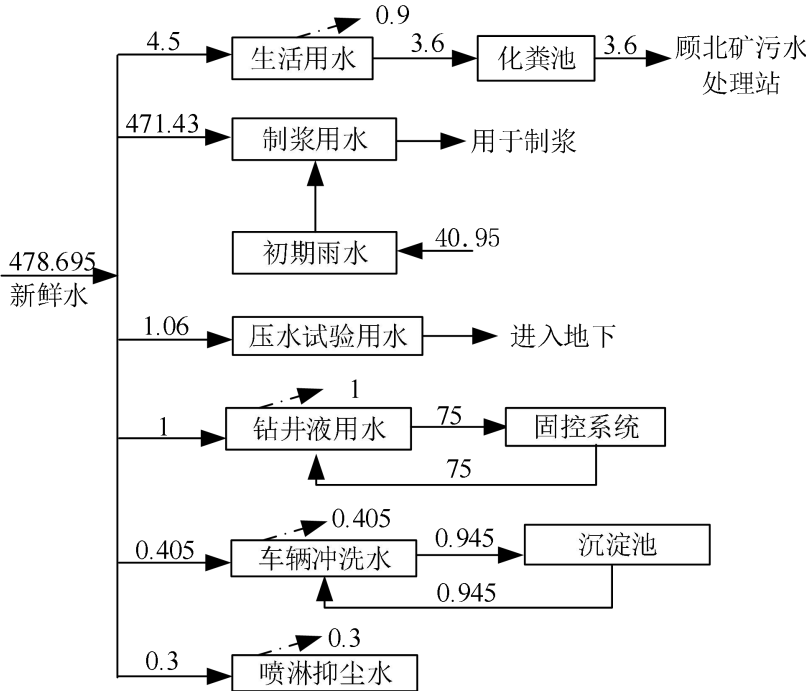 0.9
4.5
生活用水
3.6
化粪池
3.6
顾北矿污水
处理站
471.43
制浆用水
用于制浆
初期雨水
40.95
478.695
新鲜水
1.06
压水试验用水
进入地下
1
1
钻井液用水
75
固控系统
75
0.405
0.405
车辆冲洗水
0.945
沉淀池
0.945
0.3
0.3
喷淋抑尘水